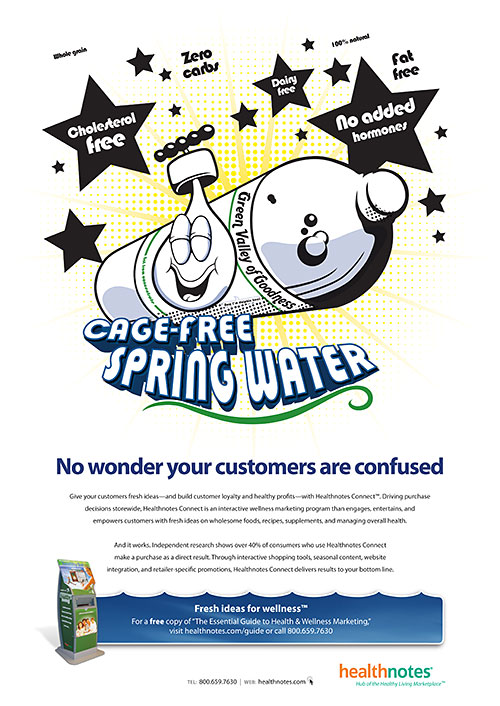 Whole grain
Zero
carbs
100% natural
Dairy
free
Fat
free
Cholesterol
free
No added
hormones
Green Valley of Goodness
CAGE-FREE
SPRING WATER
No wonder your customers are confused
Give your customers fresh ideas—and build customer loyalty and healthy profits—with Healthnotes Connect™. Driving purchase
decisions storewide, Healthnotes Connect is an interactive wellness marketing program than engages, entertains, and
empowers customers with fresh ideas on wholesome foods, recipes, supplements, and managing overall health.
And it works. Independent research shows over 40% of consumers who use Healthnotes Connect
make a purchase as a direct result. Through interactive shopping tools, seasonal content, website
integration, and retailer-specific promotions, Healthnotes Connect delivers results to your bottom line.
Fresh ideas for wellness™
For a free copy of "The Essential Guide to Health & Wellness Marketing,"
visit healthnotes.com/guide or call 800.659.7630
healthnotes®
Hub of the Healthy Living Marketplace™
TEL: 800.659.7630 | WEB: healthnotes.com